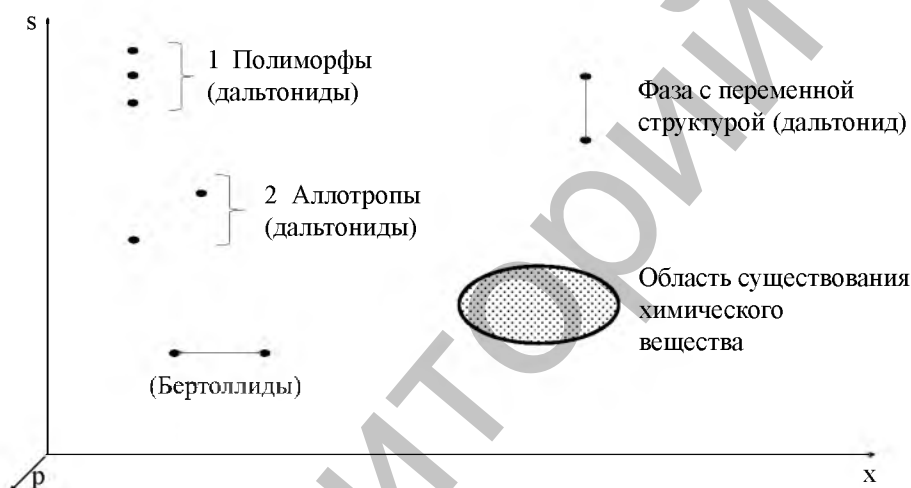 s
1 Полиморфы
(дальтониды)
Фаза с переменной
структурой (дальтонид)
2 Аллотропы
(дальтониды)
Область существования
химического
вещества
(Бертоллиды)
p
x